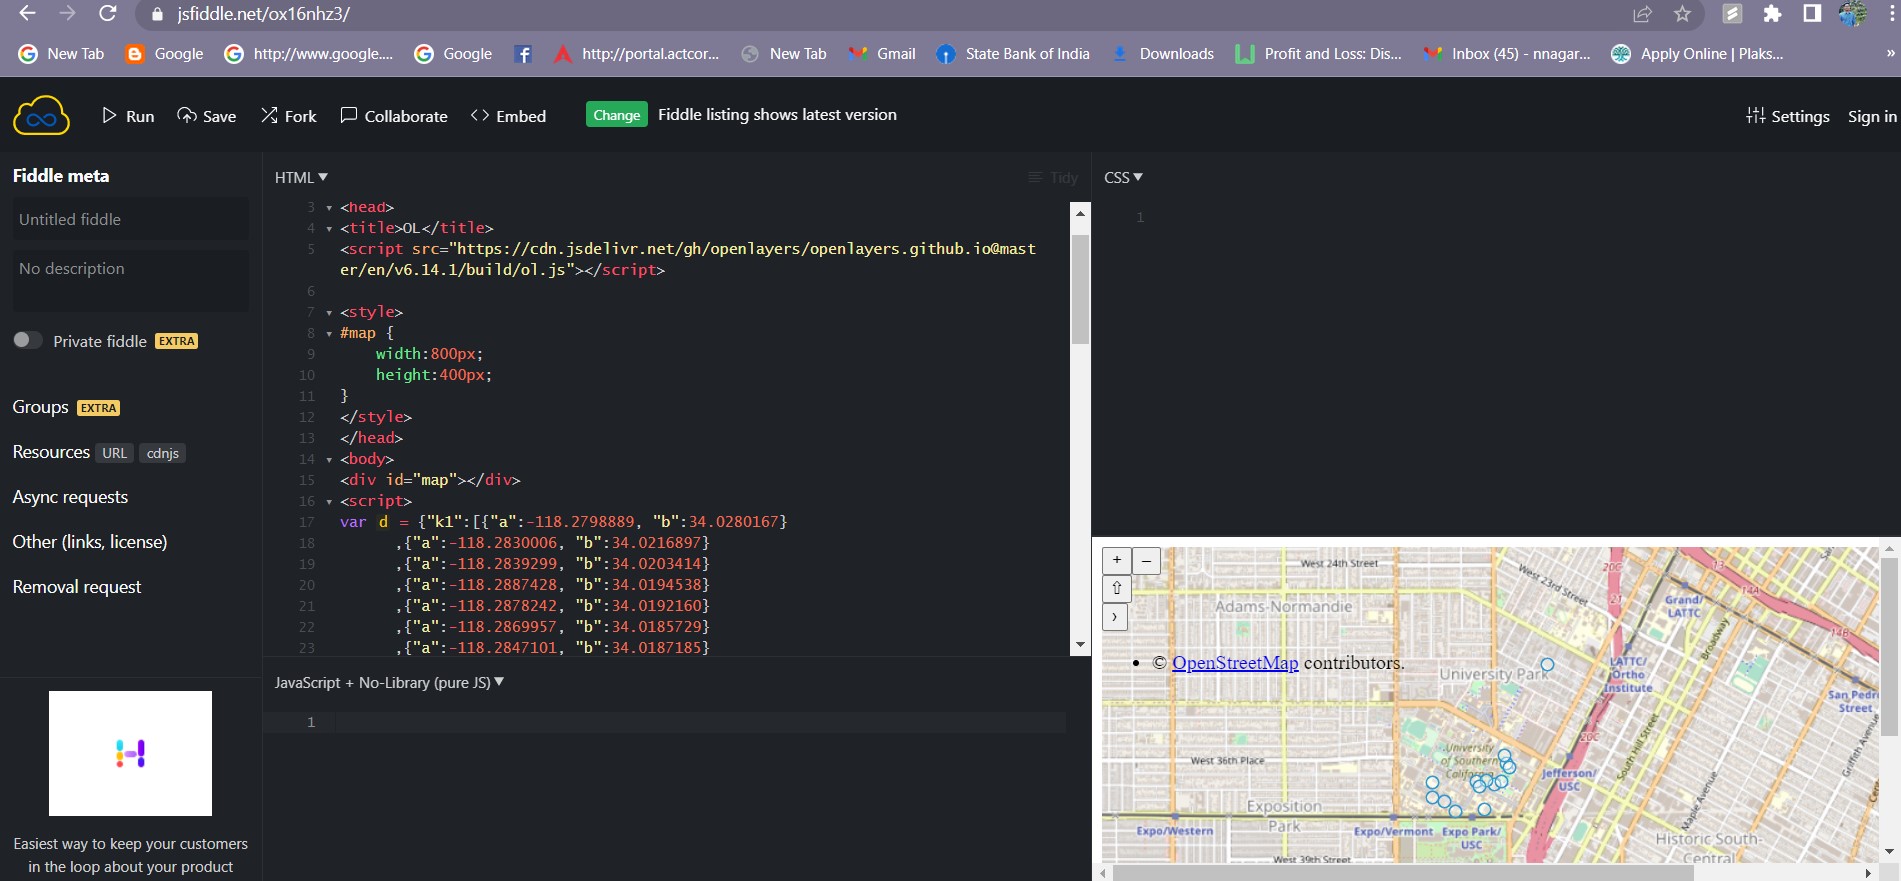 jsfiddle.net/ox16nhz3/
New Tab Google http://www.google.... Google http://portal.actcor... New Tab Gmail State Bank of India Downloads Profit and Loss: Dis... Inbox (45) - nnagar... Apply Online | Plaks... »
Run Save Fork Collaborate Embed Change Fiddle listing shows latest version Settings Sign in
Fiddle meta
Untitled fiddle
No description
Private fiddle EXTRA
Groups EXTRA
Resources URL cdnjs
Async requests
Other (links, license)
Removal request
Easiest way to keep your customers
in the loop about your product
HTML▼ Tidy
3 <head>
4 <title>OL</title>
5 <script src="https://cdn.jsdelivr.net/gh/openlayers/openlayers.github.io@mast
er/en/v6.14.1/build/ol.js"></script>
6
7 <style>
8 #map {
9 width:800px;
10 height:400px;
11 }
12 </style>
13 </head>
14 <body>
15 <div id="map"></div>
16 <script>
17 var d = {"k1":[{"a":-118.2798889, "b":34.0280167}
18 ,{"a":-118.2830006, "b":34.0216897}
19 ,{"a":-118.2839299, "b":34.0203414}
20 ,{"a":-118.2887428, "b":34.0194538}
21 ,{"a":-118.2878242, "b":34.0192160}
22 ,{"a":-118.2869957, "b":34.0185729}
23 ,{"a":-118.2847101, "b":34.0187185}
JavaScript + No-Library (pure JS)▼
1
CSS▼
1
+ –
⇧
›
• © OpenStreetMap contributors.
West 24th Street
West 23rd Street
20C
13
14A
21
Adams-Normandie
Grand/
LATTC
Broadway
14B
University Park
LATTC/
Ortho
Institute
San Pedro
Street
20C
South Hill Street
University
of Southern
California
West 36th Place
Jefferson/
USC
Griffith Avenue
Maple Avenue
Exposition
Park
Expo/Western
Expo/Vermont
Expo Park/
USC
Historic South-
Central
West 39th Street